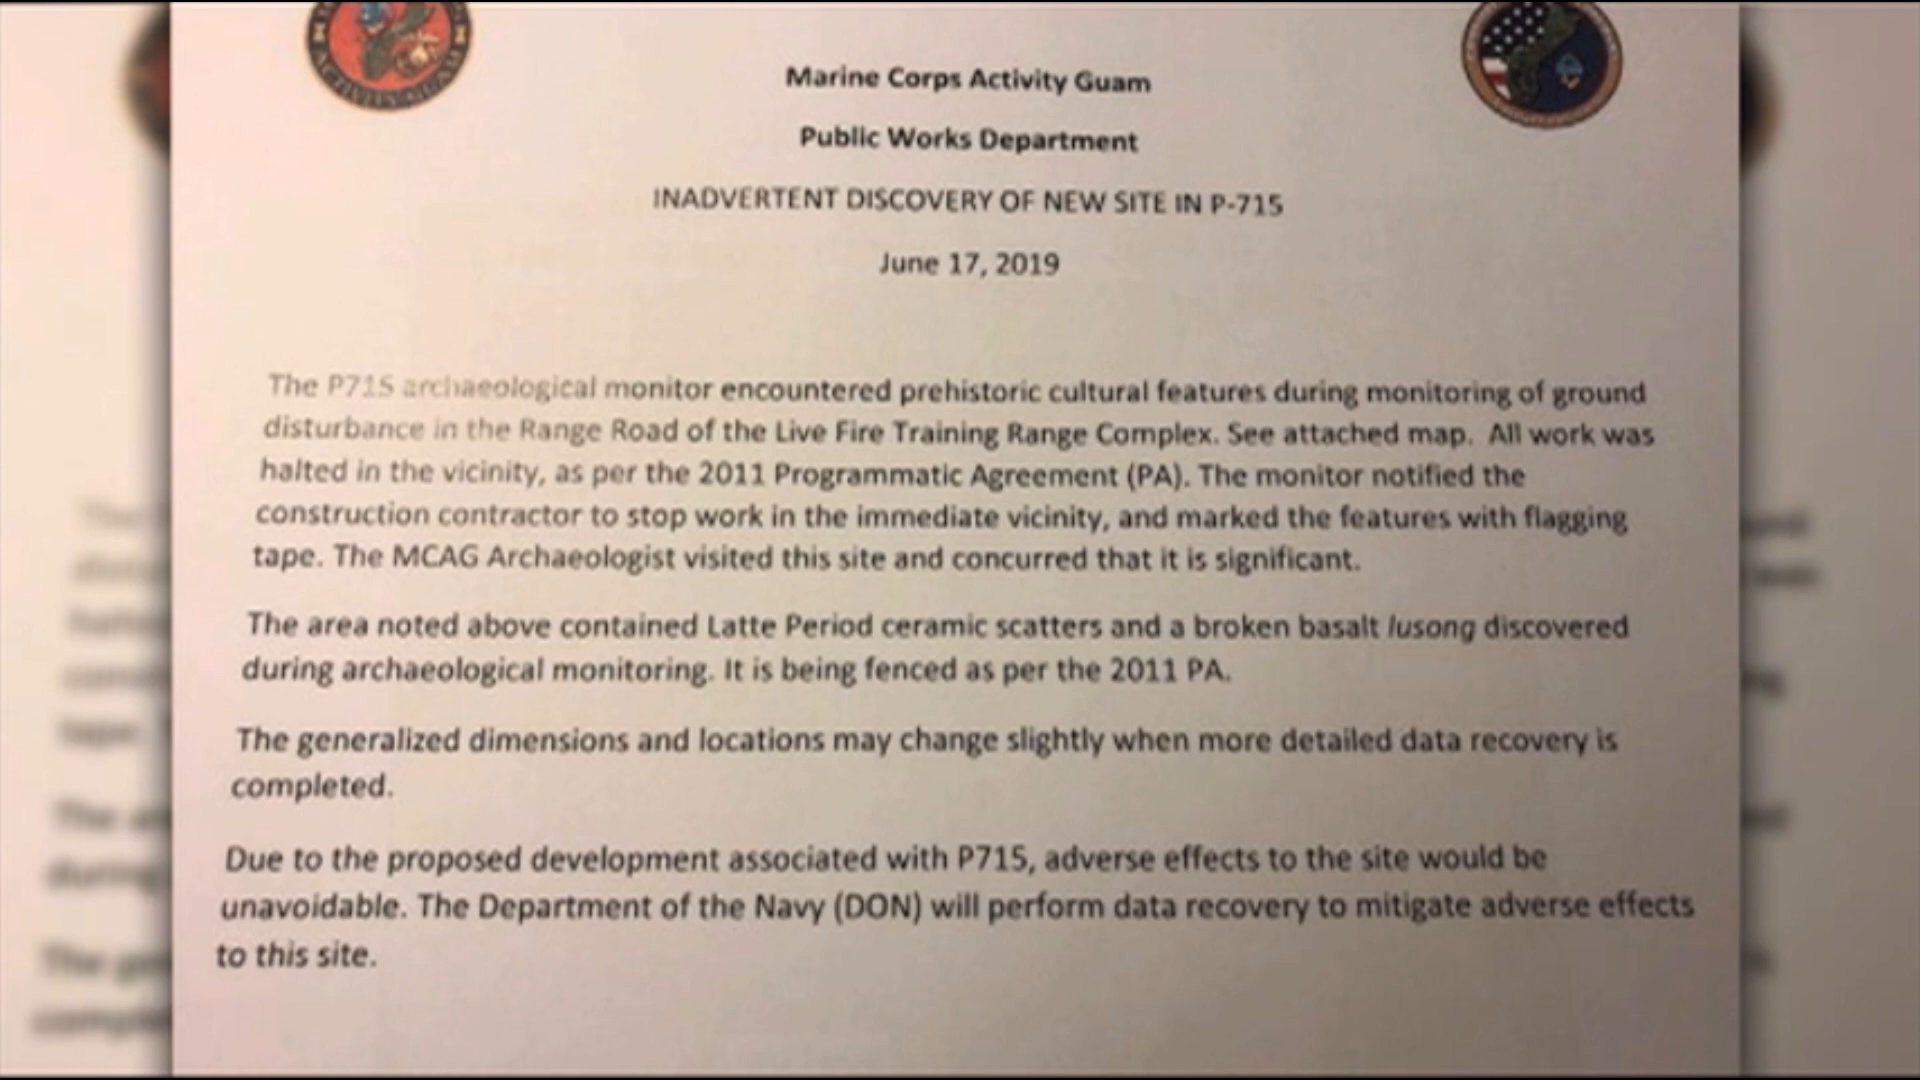 ACTIVITY GUAM
Marine Corps Activity Guam
Public Works Department
INADVERTENT DISCOVERY OF NEW SITE IN P-715
June 17, 2019
The P715 archaeological monitor encountered prehistoric cultural features during monitoring of ground
disturbance in the Range Road of the Live Fire Training Range Complex. See attached map. All work was
halted in the vicinity, as per the 2011 Programmatic Agreement (PA). The monitor notified the
construction contractor to stop work in the immediate vicinity, and marked the features with flagging
tape. The MCAG Archaeologist visited this site and concurred that it is significant.
The area noted above contained Latte Period ceramic scatters and a broken basalt lusong discovered
during archaeological monitoring. It is being fenced as per the 2011 PA.
The generalized dimensions and locations may change slightly when more detailed data recovery is
completed.
Due to the proposed development associated with P715, adverse effects to the site would be
unavoidable. The Department of the Navy (DON) will perform data recovery to mitigate adverse effects
to this site.